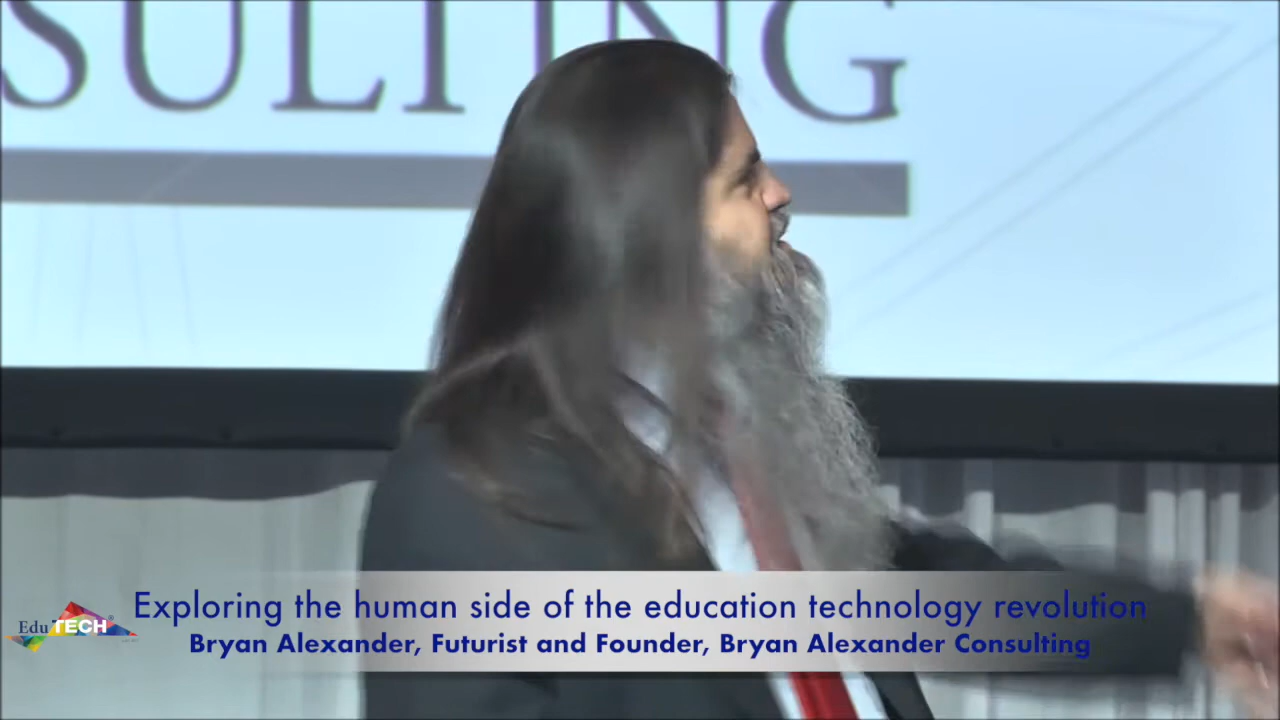 SULTING
Exploring the human side of the education technology revolution
EduTECH
Bryan Alexander, Futurist and Founder, Bryan Alexander Consulting